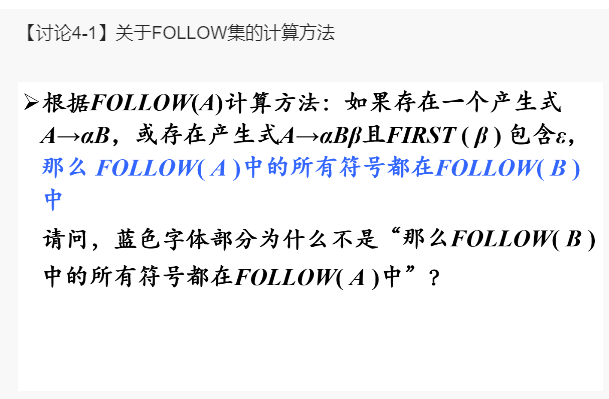 【讨论4-1】关于FOLLOW集的计算方法
➢根据FOLLOW(A)计算方法：如果存在一个产生式
A→αB，或存在产生式A→αBβ且FIRST ( β ) 包含ε，
那么 FOLLOW( A )中的所有符号都在FOLLOW( B )
中
请问，蓝色字体部分为什么不是“那么FOLLOW( B )
中的所有符号都在FOLLOW( A )中”？